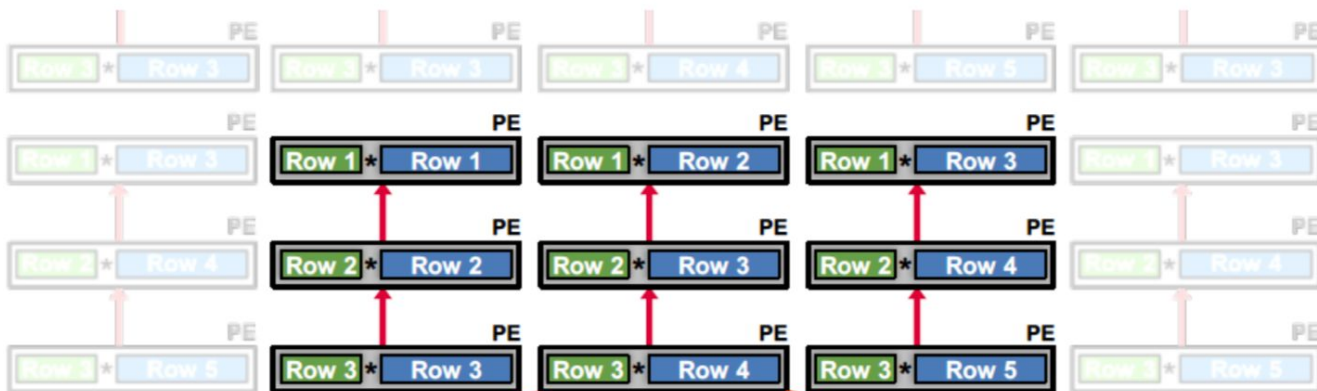 PE PE PE PE PE
Row 3 * Row 3 Row 3 * Row 3 Row 3 * Row 4 Row 3 * Row 5 Row 3 * Row 3
PE PE PE PE PE
Row 1 * Row 3 Row 1 * Row 1 Row 1 * Row 2 Row 1 * Row 3 Row 1 * Row 3
PE PE PE PE PE
Row 2 * Row 4 Row 2 * Row 2 Row 2 * Row 3 Row 2 * Row 4 Row 2 * Row 4
PE PE PE PE PE
Row 3 * Row 5 Row 3 * Row 3 Row 3 * Row 4 Row 3 * Row 5 Row 3 * Row 5